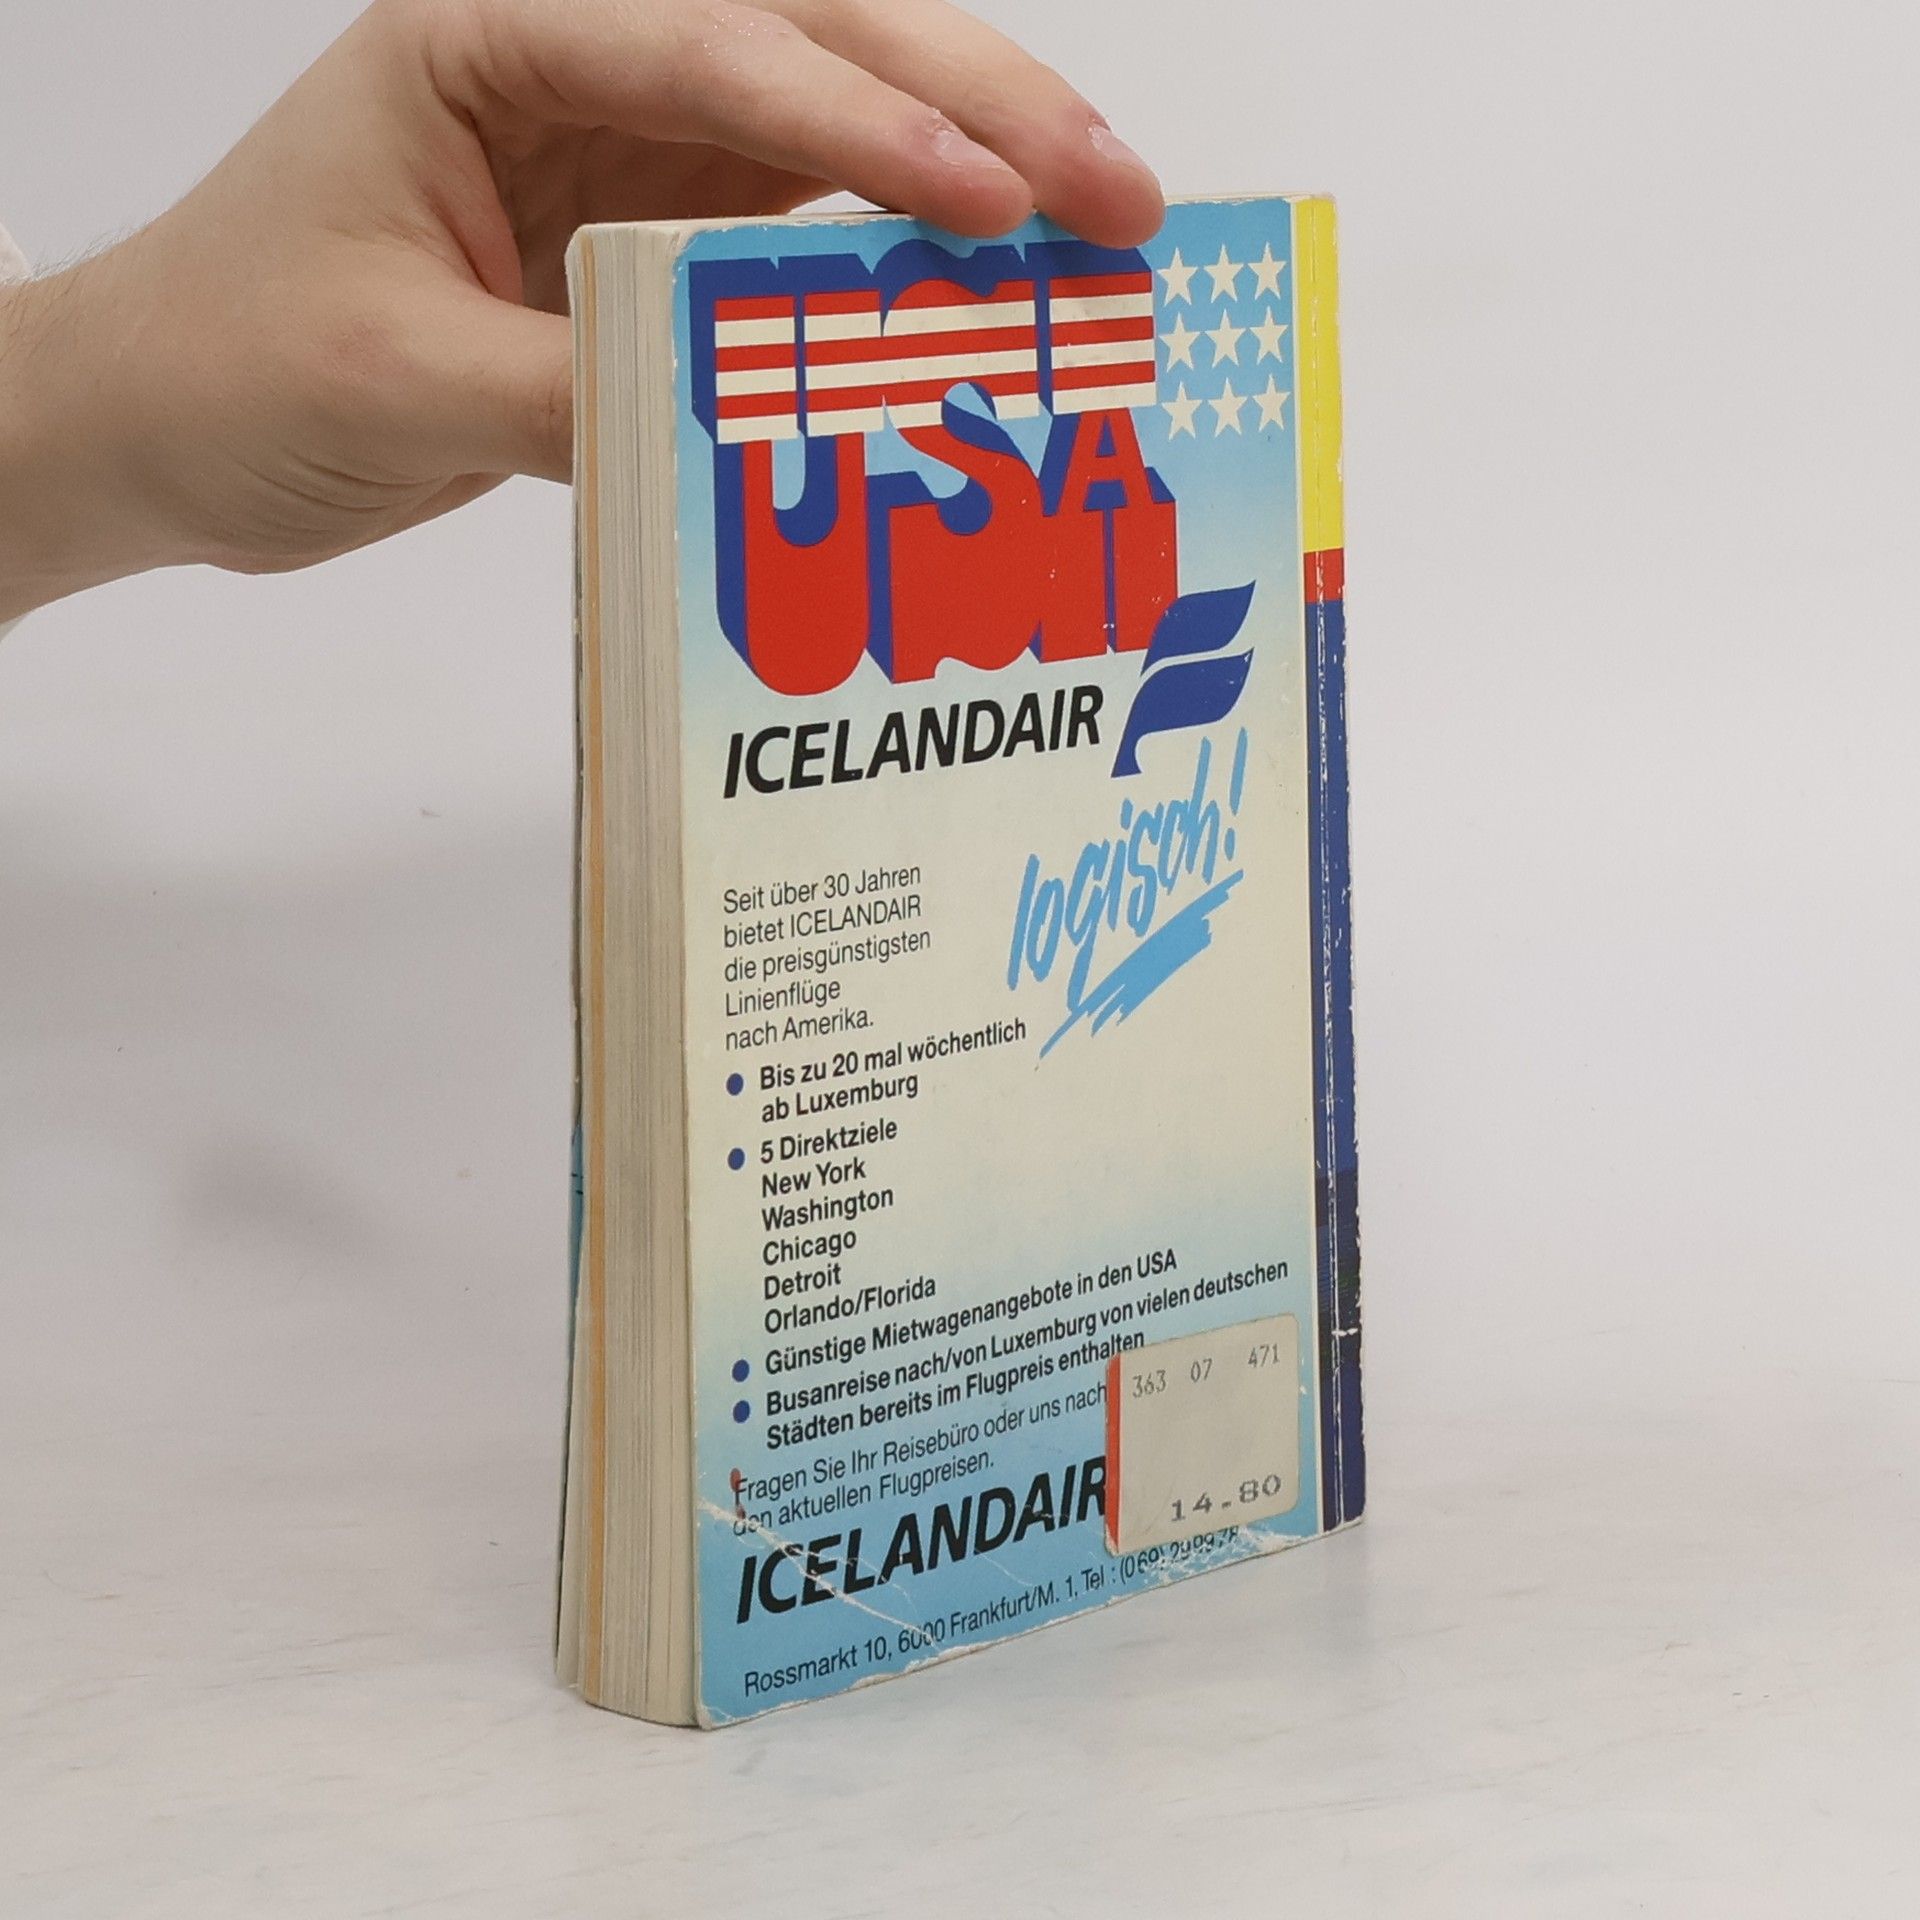 USA
ICELANDAIR
logisch!
Seit über 30 Jahren
bietet ICELANDAIR
die preisgünstigsten
Linienflüge
nach Amerika.
Bis zu 20 mal wöchentlich
ab Luxemburg
5 Direktziele
New York
Washington
Chicago
Detroit
Orlando/Florida
Günstige Mietwagenangebote in den USA
Busanreise nach/von Luxemburg von vielen deutschen
Städten bereits im Flugpreis enthalten
Fragen Sie Ihr Reisebüro oder uns nach
den aktuellen Flugpreisen.
363 07 471
14.80
ICELANDAIR
Rossmarkt 10, 6000 Frankfurt/M. 1, Tel.: (069) 299978